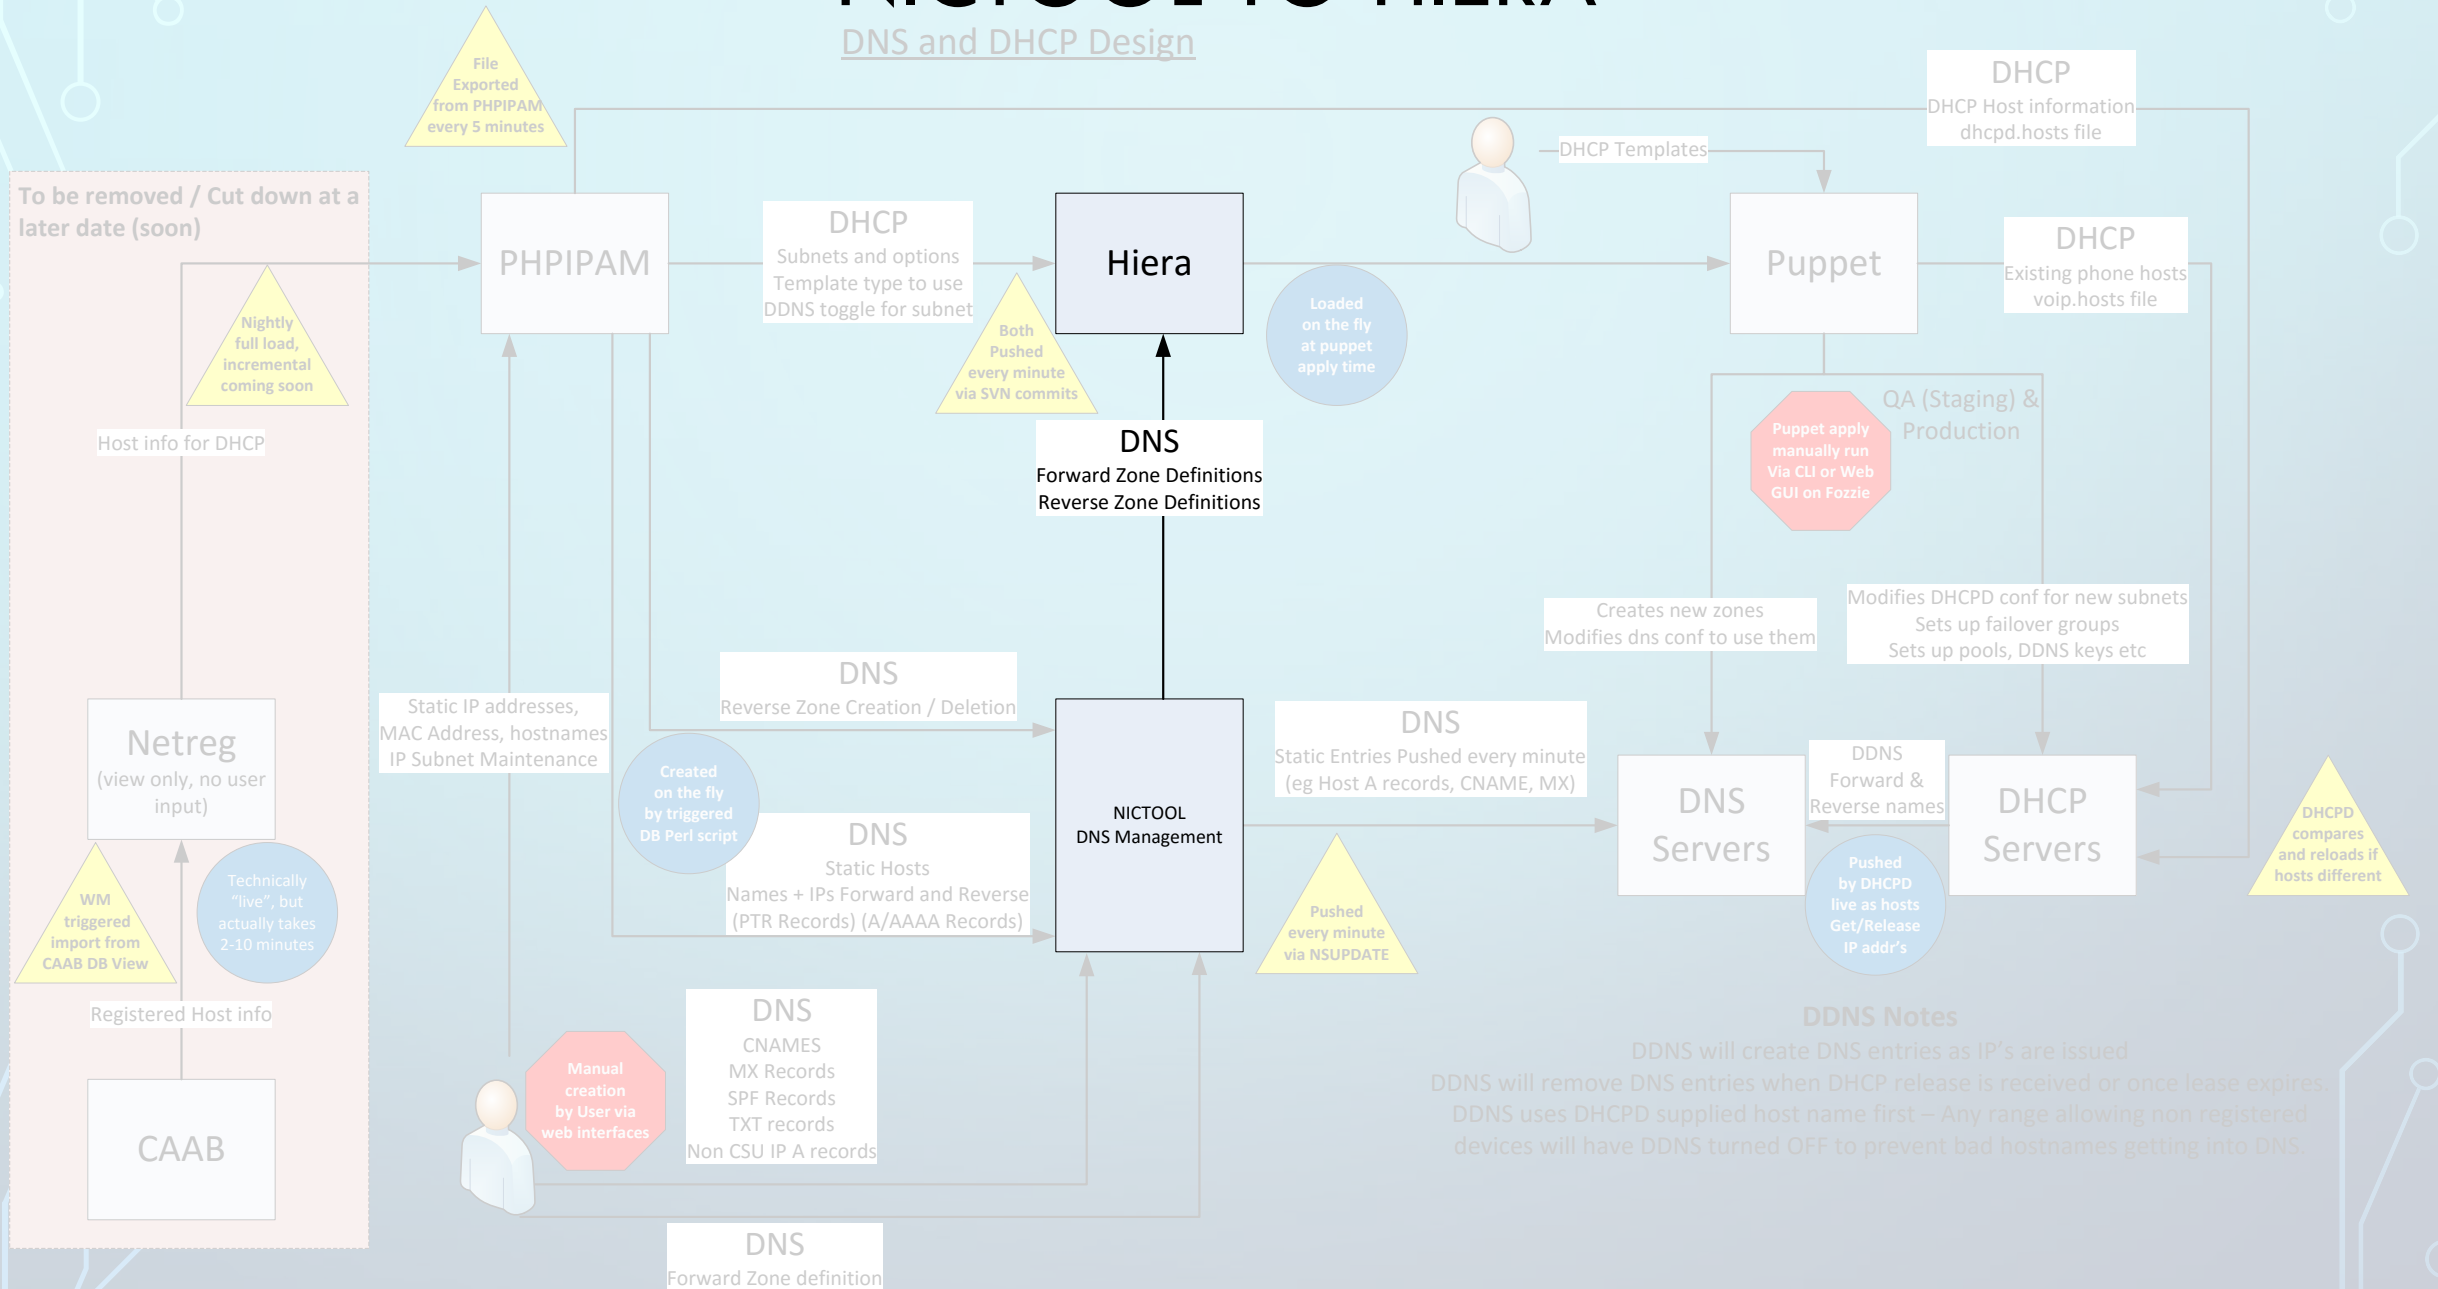 NICTOOL TO HIERA
DNS and DHCP Design
File
Exported
from PHPIPAM
every 5 minutes
DHCP
DHCP Host information
dhcpd.hosts file
DHCP Templates
To be removed / Cut down at a
later date (soon)
PHPIPAM
DHCP
Subnets and options
Template type to use
DDNS toggle for subnet
Hiera
Puppet
DHCP
Existing phone hosts
voip.hosts file
Nightly
full load,
incremental
coming soon
Both
Pushed
every minute
via SVN commits
Loaded
on the fly
at puppet
apply time
Host info for DHCP
DNS
Forward Zone Definitions
Reverse Zone Definitions
Puppet apply
manually run
Via CLI or Web
GUI on Fozzie
QA (Staging) &
Production
Creates new zones
Modifies dns conf to use them
Modifies DHCPD conf for new subnets
Sets up failover groups
Sets up pools, DDNS keys etc
Static IP addresses,
MAC Address, hostnames
IP Subnet Maintenance
DNS
Reverse Zone Creation / Deletion
Netreg
(view only, no user
input)
Created
on the fly
by triggered
DB Perl script
DNS
Static Hosts
Names + IPs Forward and Reverse
(PTR Records) (A/AAAA Records)
NICTOOL
DNS Management
DNS
Static Entries Pushed every minute
(eg Host A records, CNAME, MX)
DNS
Servers
DDNS
Forward &
Reverse names
DHCP
Servers
DHCPD
compares
and reloads if
hosts different
WM
triggered
import from
CAAB DB View
Technically
“live”, but
actually takes
2-10 minutes
Pushed
every minute
via NSUPDATE
Pushed
by DHCPD
live as hosts
Get/Release
IP addr's
Registered Host info
CAAB
Manual
creation
by User via
web interfaces
DNS
CNAMES
MX Records
SPF Records
TXT records
Non CSU IP A records
DNS
Forward Zone definition
DDNS Notes
DDNS will create DNS entries as IP's are issued
DDNS will remove DNS entries when DHCP release is received or once lease expires.
DDNS uses DHCPD supplied host name first – Any range allowing non registered
devices will have DDNS turned OFF to prevent bad hostnames getting into DNS.